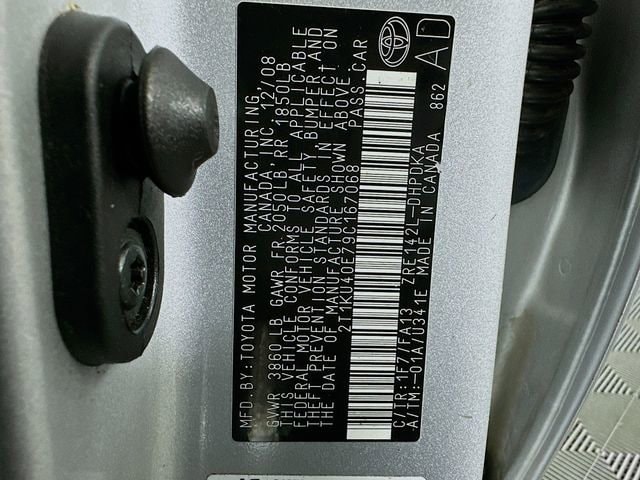 MFD. BY: TOYOTA MOTOR MANUFACTURING,
CANADA, INC. 12/08
GVWR 3860LB GAWR FR 2050LB RR 1850LB
THIS VEHICLE CONFORMS TO ALL APPLICABLE
FEDERAL MOTOR VEHICLE SAFETY, BUMPER AND
THEFT PREVENTION STANDARDS IN EFFECT ON
THE DATE OF MANUFACTURE SHOWN ABOVE.
2T1KU40E79C167068 PASS.CAR
C/TR:1F7/FA13 ZRE142L-DHPDKA
A/TM:-01A/U341E MADE IN CANADA 862
AD